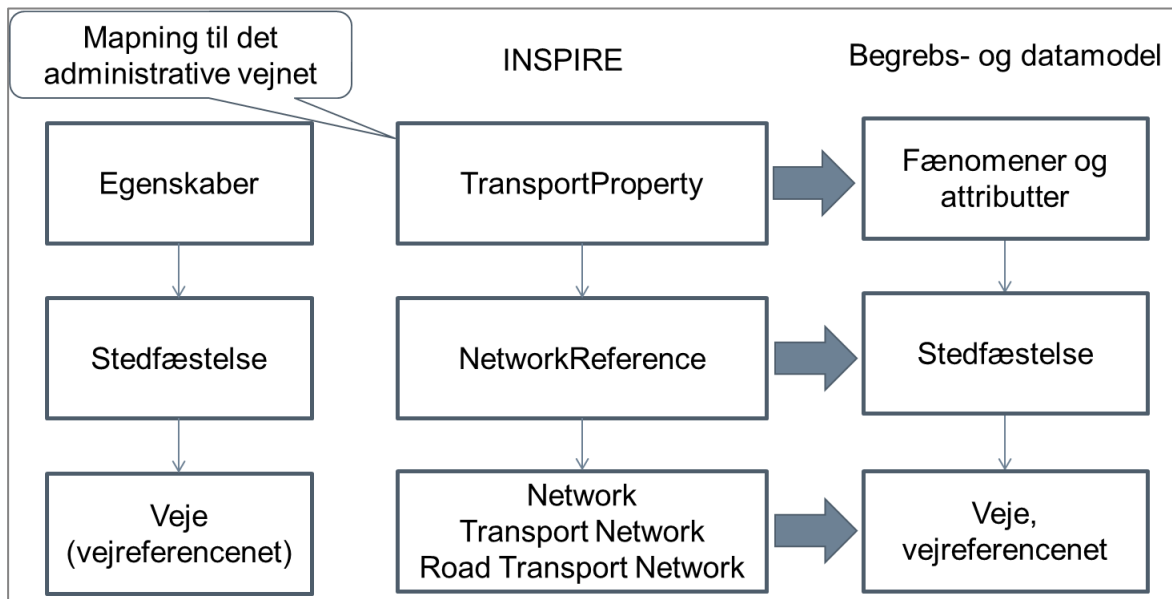 Mapning til det
administrative vejnet
INSPIRE
Begrebs- og datamodel
Egenskaber
TransportProperty
Fænomener og
attributter
Stedfæstelse
NetworkReference
Stedfæstelse
Veje
(vejreferencenet)
Network
Transport Network
Road Transport Network
Veje,
vejreferencenet